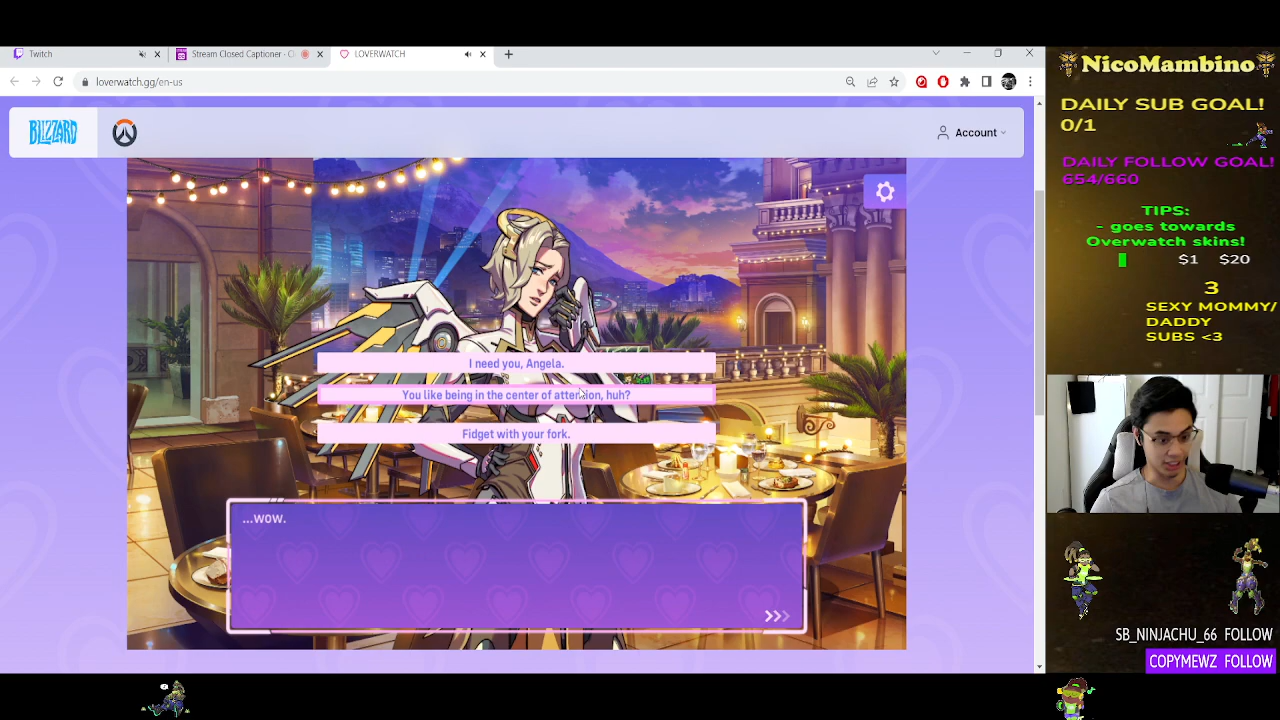 Twitch
Stream Closed Captioner - Cl
LOVERWATCH
loverwatch.gg/en-us
BLIZZARD
Account
I need you, Angela.
You like being in the center of attention, huh?
Fidget with your fork.
...wow.
NicoMambino
DAILY SUB GOAL!
0/1
DAILY FOLLOW GOAL!
654/660
TIPS:
- goes towards
Overwatch skins!
$1 $20
3
SEXY MOMMY/
DADDY
SUBS <3
SB_NINJACHU_66 FOLLOW
COPYMEWZ FOLLOW